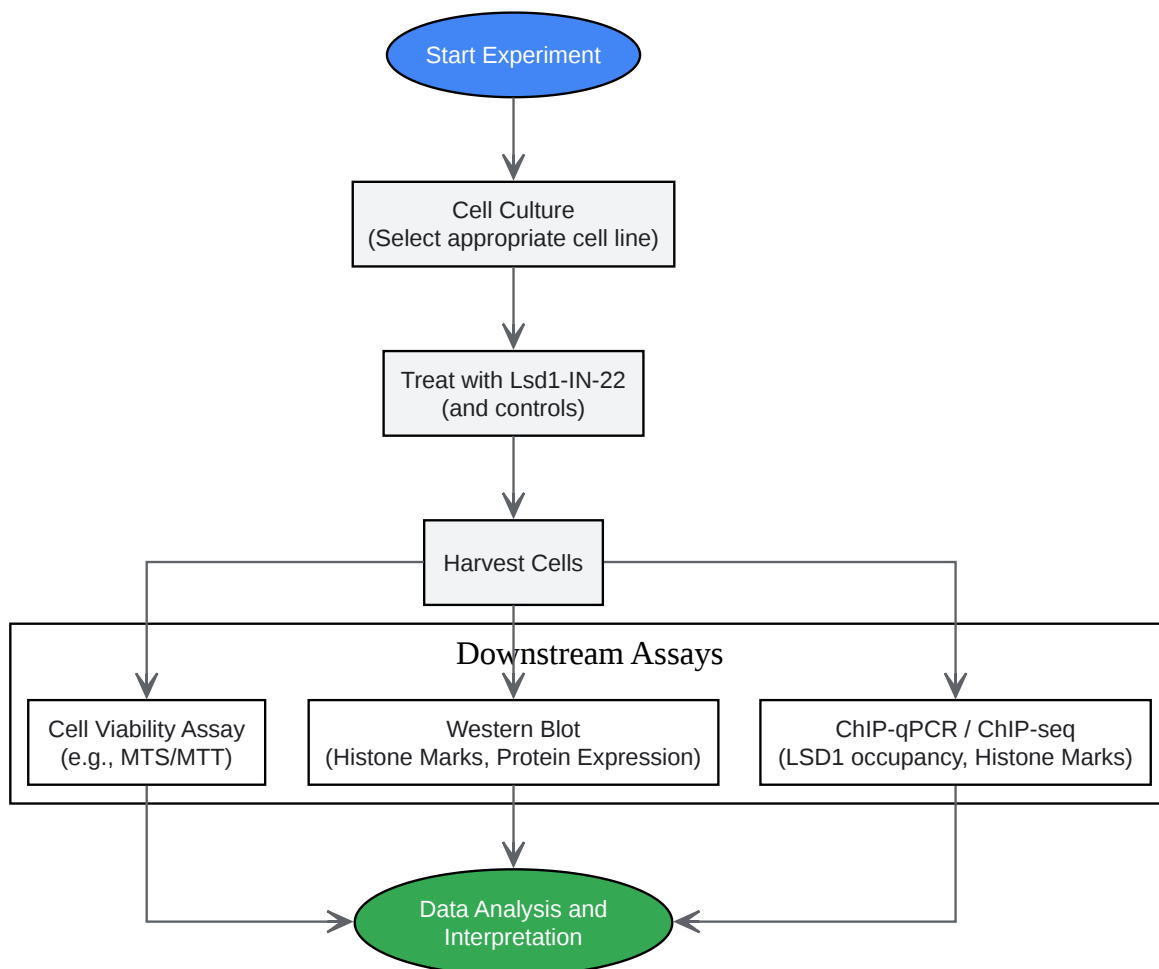 Start Experiment
Cell Culture
(Select appropriate cell line)
Treat with Lsd1-IN-22
(and controls)
Harvest Cells
Downstream Assays
Cell Viability Assay
(e.g., MTS/MTT)
Western Blot
(Histone Marks, Protein Expression)
ChIP-qPCR / ChIP-seq
(LSD1 occupancy, Histone Marks)
Data Analysis and
Interpretation